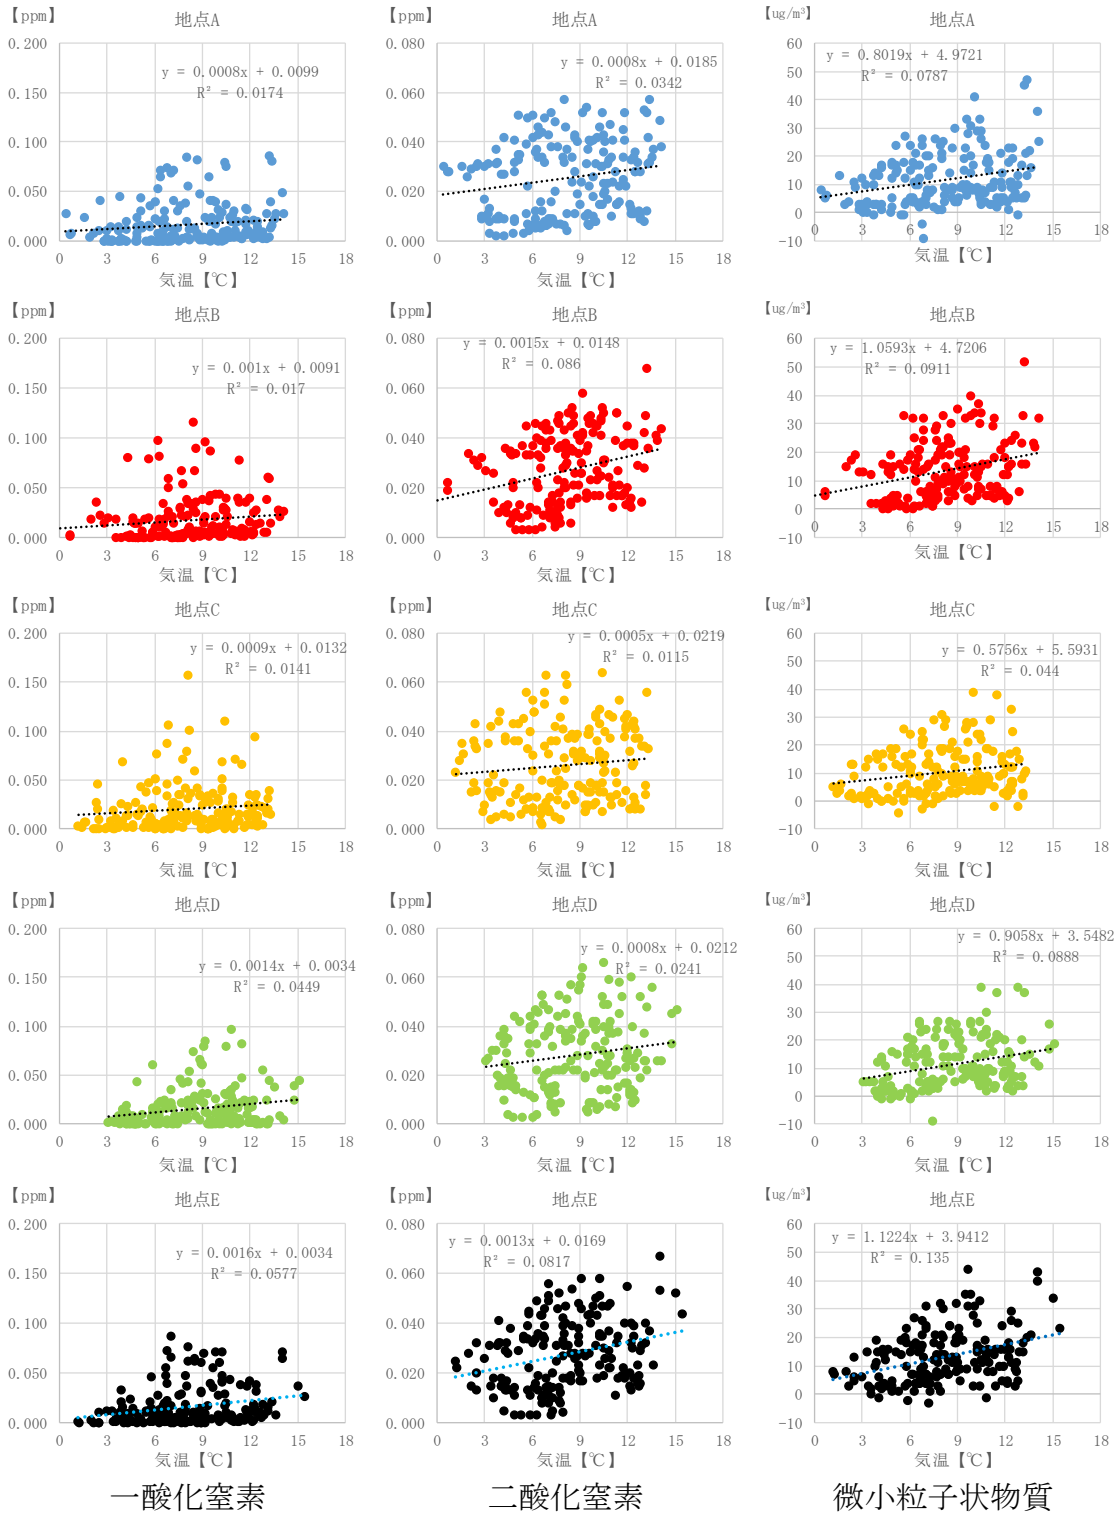 【ppm】 地点A
y = 0.0008x + 0.0099
R² = 0.0174
0.200
0.150
0.100
0.050
0.000
0 3 6 9 12 15 18
気温【℃】
【ppm】 地点A
y = 0.0008x + 0.0185
R² = 0.0342
0.080
0.060
0.040
0.020
0.000
0 3 6 9 12 15 18
気温【℃】
【ug/m³】 地点A
y = 0.8019x + 4.9721
R² = 0.0787
60
50
40
30
20
10
0
-10
0 3 6 9 12 15 18
気温【℃】
【ppm】 地点B
y = 0.001x + 0.0091
R² = 0.017
0.200
0.150
0.100
0.050
0.000
0 3 6 9 12 15 18
気温【℃】
【ppm】 地点B
y = 0.0015x + 0.0148
R² = 0.086
0.080
0.060
0.040
0.020
0.000
0 3 6 9 12 15 18
気温【℃】
【ug/m³】 地点B
y = 1.0593x + 4.7206
R² = 0.0911
60
50
40
30
20
10
0
-10
0 3 6 9 12 15 18
気温【℃】
【ppm】 地点C
y = 0.0009x + 0.0132
R² = 0.0141
0.200
0.150
0.100
0.050
0.000
0 3 6 9 12 15 18
気温【℃】
【ppm】 地点C
y = 0.0005x + 0.0219
R² = 0.0115
0.080
0.060
0.040
0.020
0.000
0 3 6 9 12 15 18
気温【℃】
【ug/m³】 地点C
y = 0.5756x + 5.5931
R² = 0.044
60
50
40
30
20
10
0
-10
0 3 6 9 12 15 18
気温【℃】
【ppm】 地点D
y = 0.0014x + 0.0034
R² = 0.0449
0.200
0.150
0.100
0.050
0.000
0 3 6 9 12 15 18
気温【℃】
【ppm】 地点D
y = 0.0008x + 0.0212
R² = 0.0241
0.080
0.060
0.040
0.020
0.000
0 3 6 9 12 15 18
気温【℃】
【ug/m³】 地点D
y = 0.9058x + 3.5482
R² = 0.0888
60
50
40
30
20
10
0
-10
0 3 6 9 12 15 18
気温【℃】
【ppm】 地点E
y = 0.0016x + 0.0034
R² = 0.0577
0.200
0.150
0.100
0.050
0.000
0 3 6 9 12 15 18
気温【℃】
【ppm】 地点E
y = 0.0013x + 0.0169
R² = 0.0817
0.080
0.060
0.040
0.020
0.000
0 3 6 9 12 15 18
気温【℃】
【ug/m³】 地点E
y = 1.1224x + 3.9412
R² = 0.135
60
50
40
30
20
10
0
-10
0 3 6 9 12 15 18
気温【℃】
一酸化窒素 二酸化窒素 微小粒子状物質